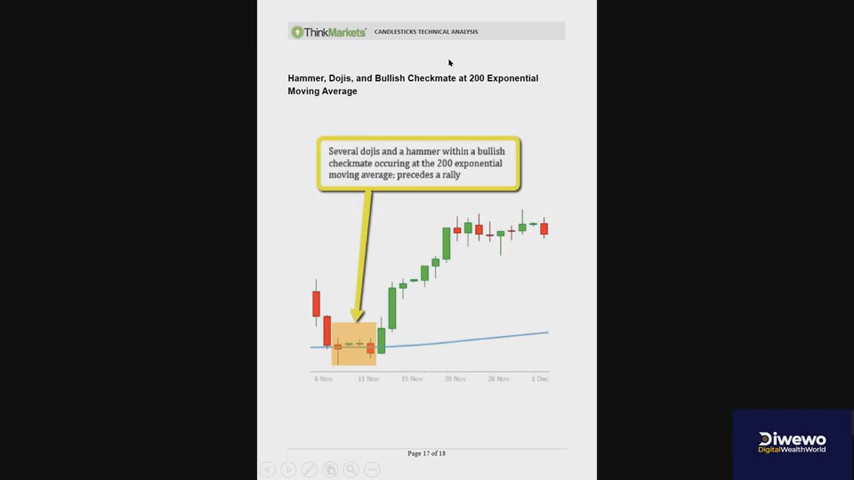 ThinkMarkets CANDLESTICKS TECHNICAL ANALYSIS
Hammer, Dojis, and Bullish Checkmate at 200 Exponential
Moving Average
Several dojis and a hammer within a bullish
checkmate occuring at the 200 exponential
moving average; precedes a rally
6 Nov 11 Nov 15 Nov 20 Nov 26 Nov 1 Dec
Page 17 of 18
Diwewo
DigitalWealthWorld